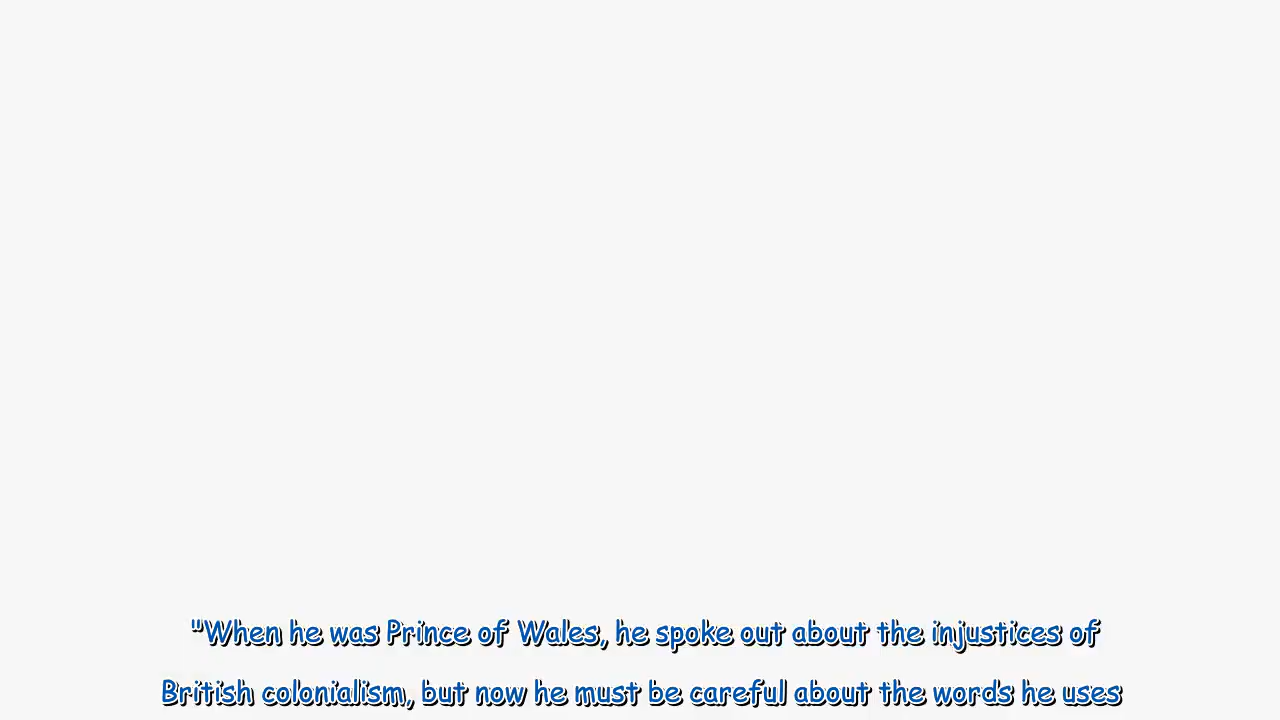 "When he was Prince of Wales, he spoke out about the injustices of
British colonialism, but now he must be careful about the words he uses